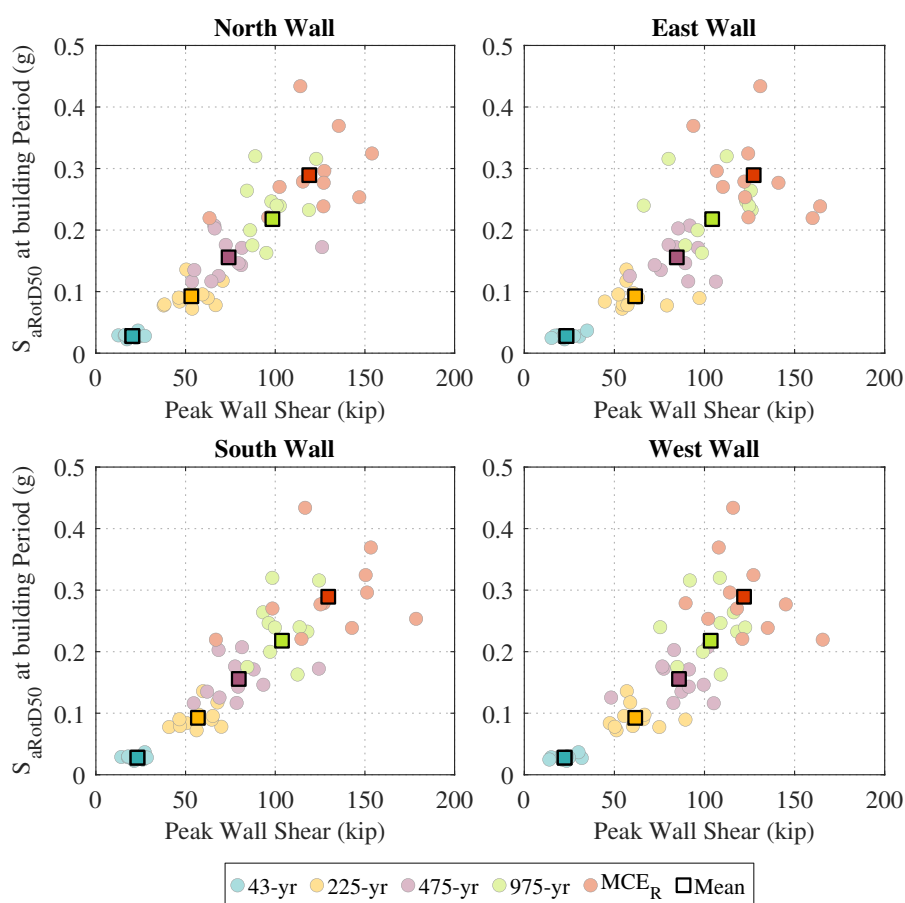 North Wall
East Wall
S_aRotD50 at building Period (g)
0.5
0.4
0.3
0.2
0.1
0
0 50 100 150 200
Peak Wall Shear (kip)
0.5
0.4
0.3
0.2
0.1
0
0 50 100 150 200
Peak Wall Shear (kip)
South Wall
West Wall
S_aRotD50 at building Period (g)
0.5
0.4
0.3
0.2
0.1
0
0 50 100 150 200
Peak Wall Shear (kip)
0.5
0.4
0.3
0.2
0.1
0
0 50 100 150 200
Peak Wall Shear (kip)
43-yr 225-yr 475-yr 975-yr MCE_R Mean